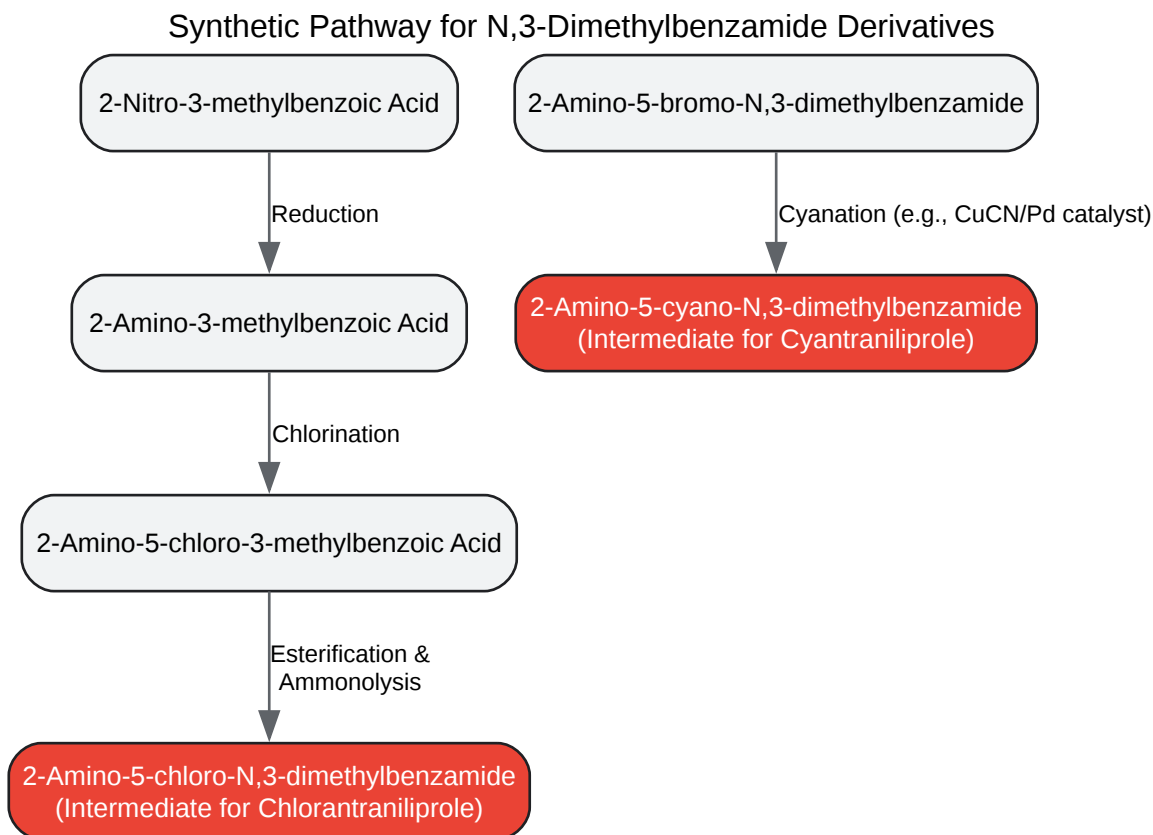 Synthetic Pathway for N,3-Dimethylbenzamide Derivatives
2-Nitro-3-methylbenzoic Acid
Reduction
2-Amino-3-methylbenzoic Acid
Chlorination
2-Amino-5-chloro-3-methylbenzoic Acid
Esterification &
Ammonolysis
2-Amino-5-chloro-N,3-dimethylbenzamide
(Intermediate for Chlorantraniliprole)
2-Amino-5-bromo-N,3-dimethylbenzamide
Cyanation (e.g., CuCN/Pd catalyst)
2-Amino-5-cyano-N,3-dimethylbenzamide
(Intermediate for Cyantraniliprole)